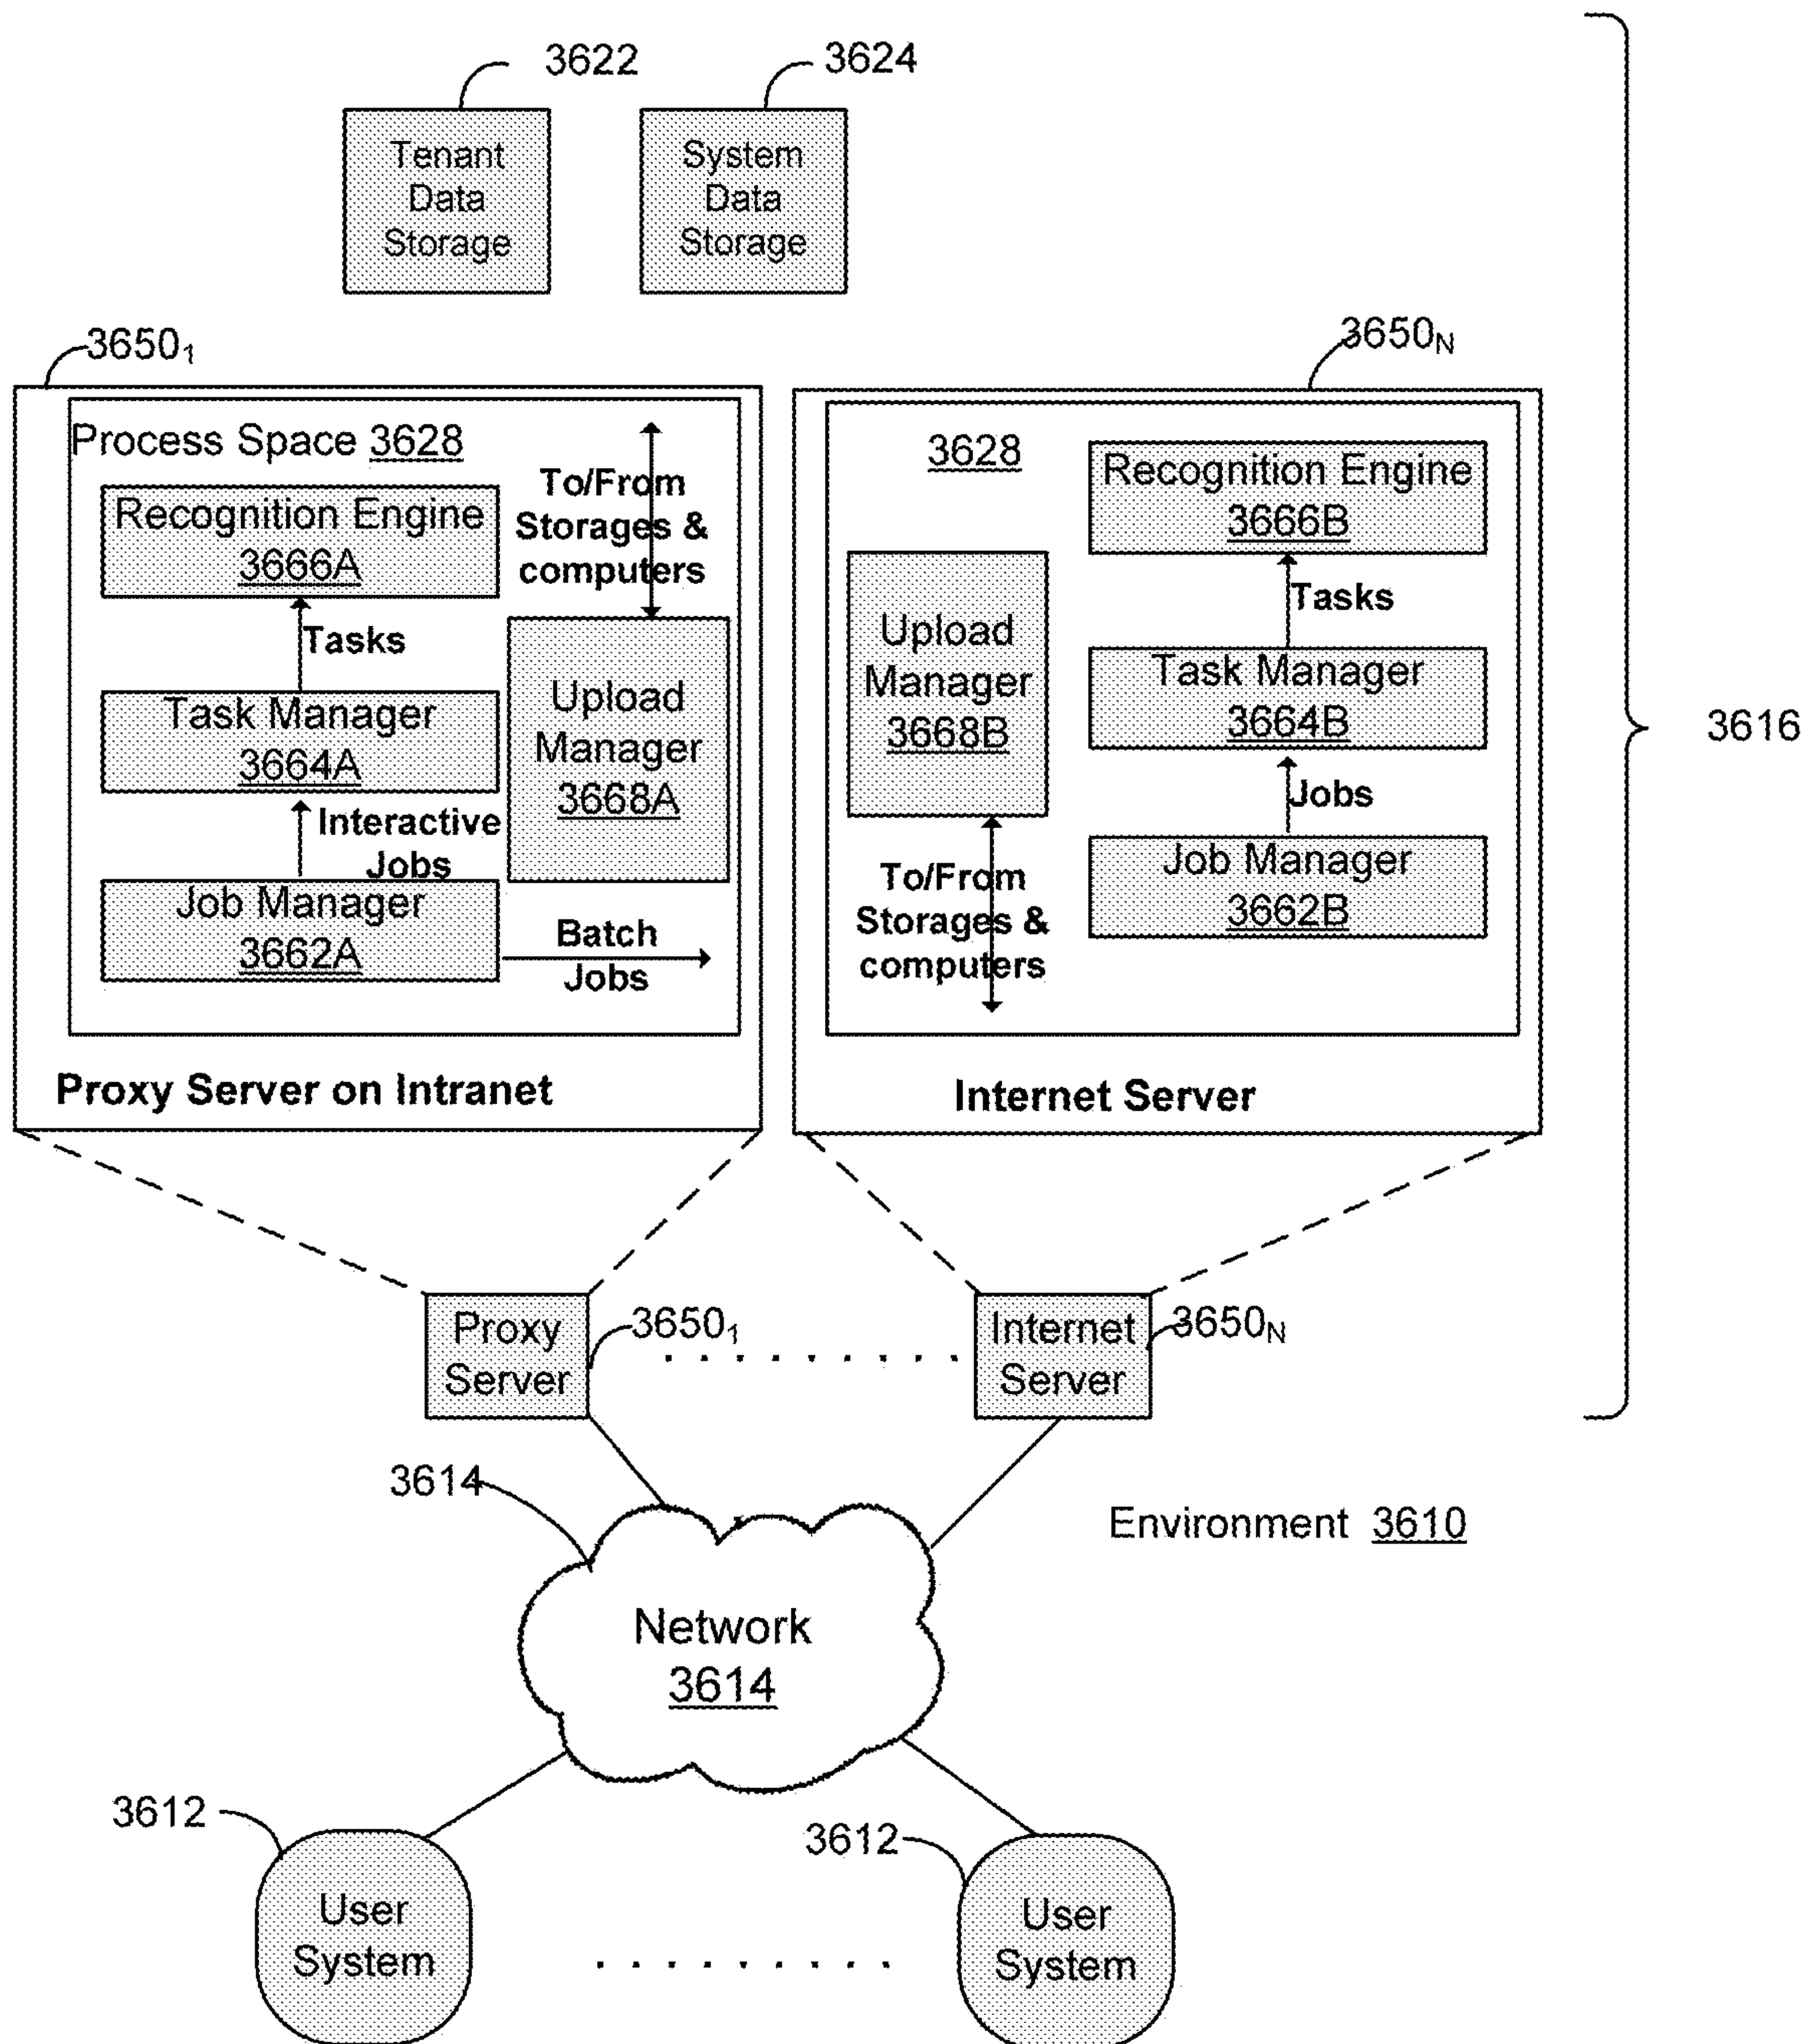 3622
3624
Tenant
Data
Storage
System
Data
Storage
3650₁
3650N
Process Space 3628
Recognition Engine
3666A
To/From
Storages &
computers
Tasks
Task Manager
3664A
Upload
Manager
3668A
Interactive
Jobs
Job Manager
3662A
Batch
Jobs
Proxy Server on Intranet
3628
Recognition Engine
3666B
Upload
Manager
3668B
Tasks
Task Manager
3664B
Jobs
To/From
Storages &
computers
Job Manager
3662B
Internet Server
3616
Proxy
Server
3650₁
Internet
Server
3650N
3614
Environment 3610
Network
3614
3612
3612
User
System
User
System